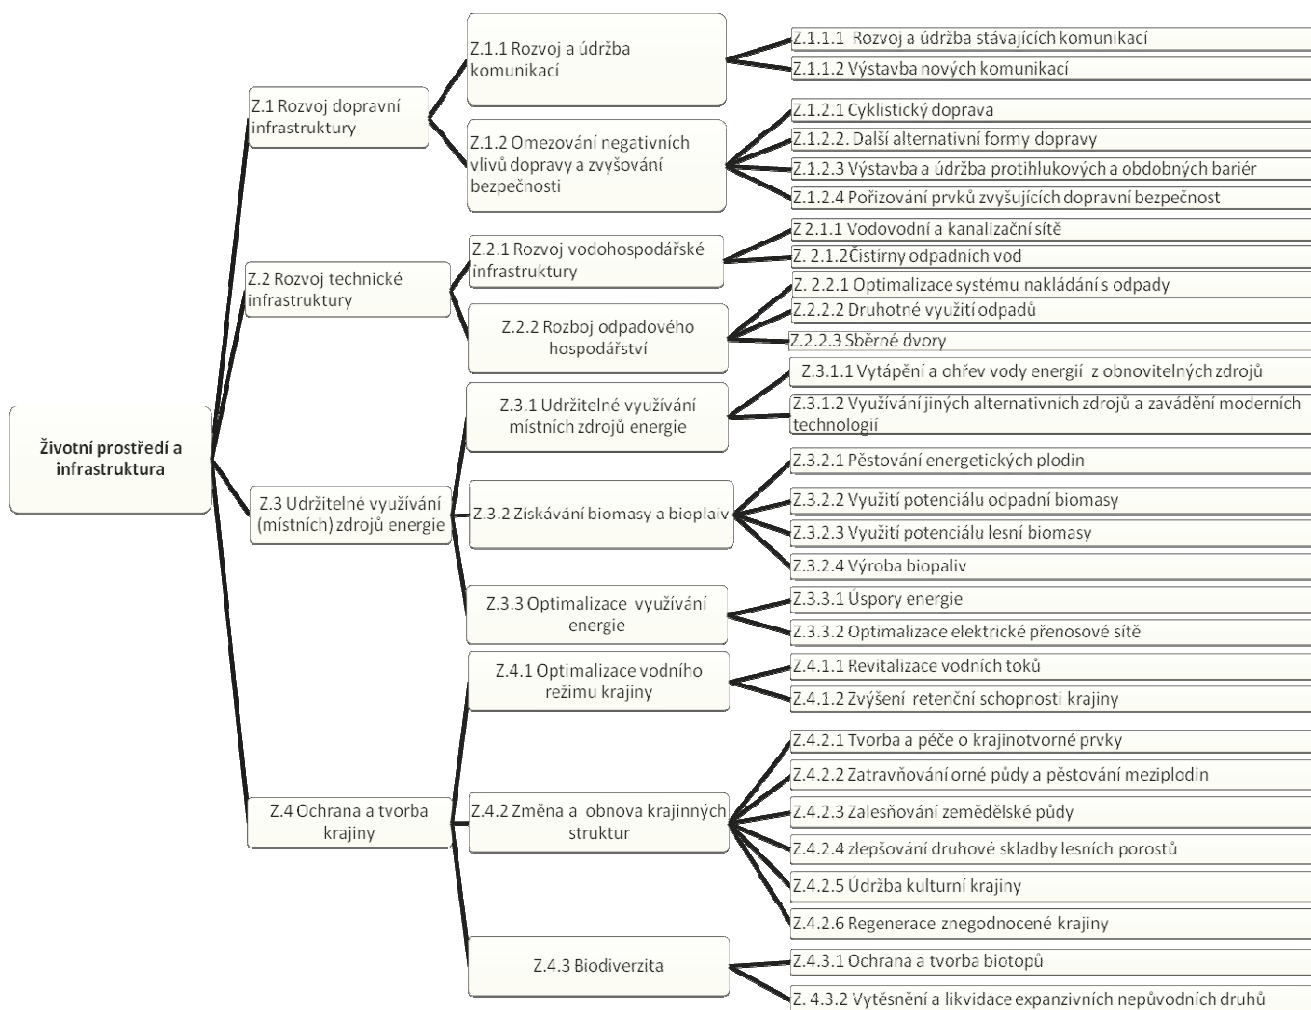 Životní prostředí a
infrastruktura
Z.1 Rozvoj dopravní
infrastruktury
Z.1.1 Rozvoj a údržba
komunikací
Z.1.1.1 Rozvoj a údržba stávajících komunikací
Z.1.1.2 Výstavba nových komunikací
Z.1.2 Omezování negativních
vlivů dopravy a zvyšování
bezpečnosti
Z.1.2.1 Cyklistický doprava
Z.1.2.2. Další alternativní formy dopravy
Z.1.2.3 Výstavba a údržba protihlukových a obdobných bariér
Z.1.2.4 Pořizování prvků zvyšujících dopravní bezpečnost
Z.2 Rozvoj technické
infrastruktury
Z.2.1 Rozvoj vodohospodářské
infrastruktury
Z 2.1.1 Vodovodní a kanalizační sítě
Z. 2.1.2 Čistírny odpadních vod
Z.2.2 Rozboj odpadového
hospodářství
Z. 2.2.1 Optimalizace systému nakládání s odpady
Z.2.2.2 Druhotné využití odpadů
Z.2.2.3 Sběrné dvory
Z.3 Udržitelné využívání
(místních) zdrojů energie
Z.3.1 Udržitelné využívání
místních zdrojů energie
Z.3.1.1 Vytápění a ohřev vody energií z obnovitelných zdrojů
Z.3.1.2 Využívání jiných alternativních zdrojů a zavádění moderních
technologií
Z.3.2 Získávání biomasy a bioplaiv
Z.3.2.1 Pěstování energetických plodin
Z.3.2.2 Využití potenciálu odpadní biomasy
Z.3.2.3 Využití potenciálu lesní biomasy
Z.3.2.4 Výroba biopaliv
Z.3.3 Optimalizace využívání
energie
Z.3.3.1 Úspory energie
Z.3.3.2 Optimalizace elektrické přenosové sítě
Z.4 Ochrana a tvorba
krajiny
Z.4.1 Optimalizace vodního
režimu krajiny
Z.4.1.1 Revitalizace vodních toků
Z.4.1.2 Zvýšení retenční schopnosti krajiny
Z.4.2 Změna a obnova krajinných
struktur
Z.4.2.1 Tvorba a péče o krajinotvorné prvky
Z.4.2.2 Zatravňování orné půdy a pěstování meziplodin
Z.4.2.3 Zalesňování zemědělské půdy
Z.4.2.4 zlepšování druhové skladby lesních porostů
Z.4.2.5 Údržba kulturní krajiny
Z.4.2.6 Regenerace znegodnocené krajiny
Z.4.3 Biodiverzita
Z.4.3.1 Ochrana a tvorba biotopů
Z. 4.3.2 Vytěsnění a likvidace expanzivních nepůvodních druhů